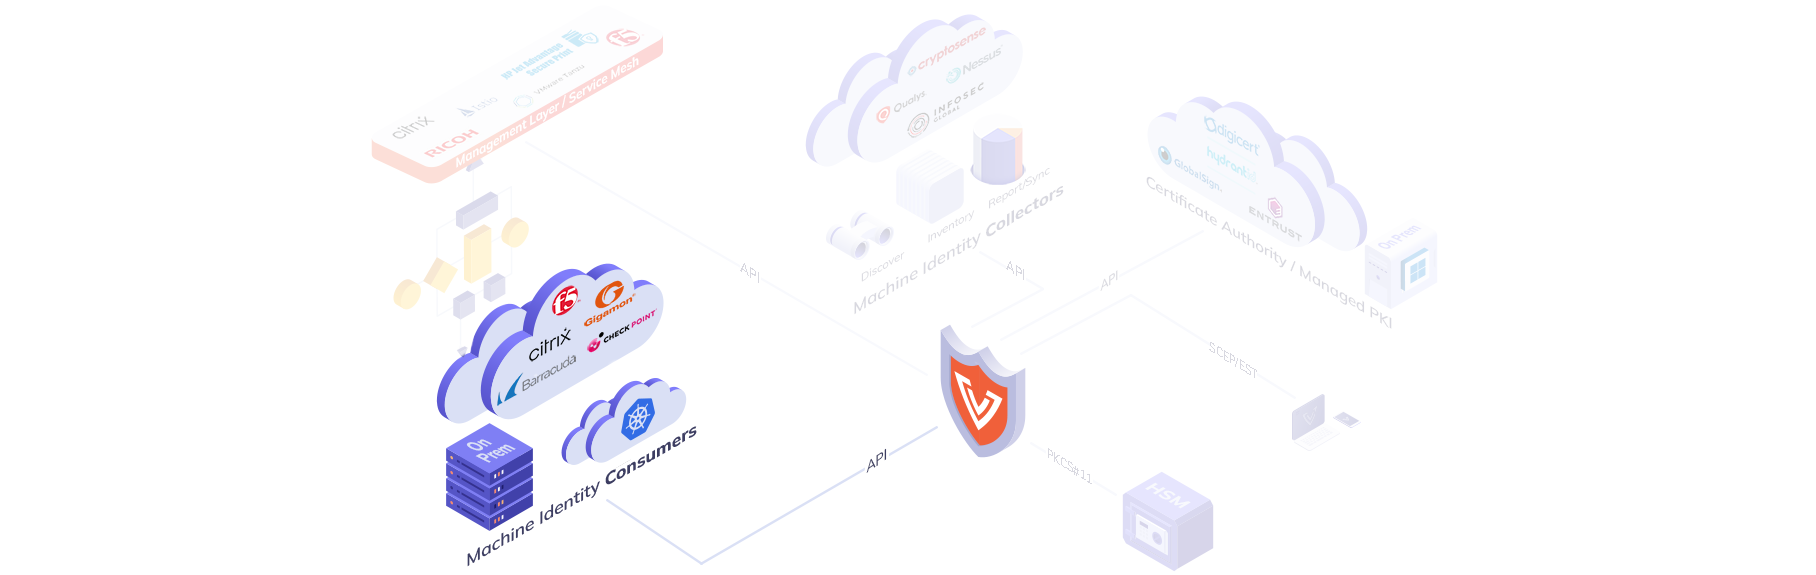 HP Jet Advantage
Secure Print
f5
VMware Tanzu
Istio
citrix
RICOH
Management Layer / Service Mesh
API
cryptosense
Nessus
Qualys
INFOSEC
GLOBAL
Discover
Inventory
Report/Sync
Machine Identity Collectors
API
API
digicert
hydrantid
GlobalSign
ENTRUST
Certificate Authority / Managed PKI
On Prem
SCEP/EST
f5
Gigamon
citrix
CHECK POINT
Barracuda
On
Prem
Machine Identity Consumers
API
PKCS#11
HSM